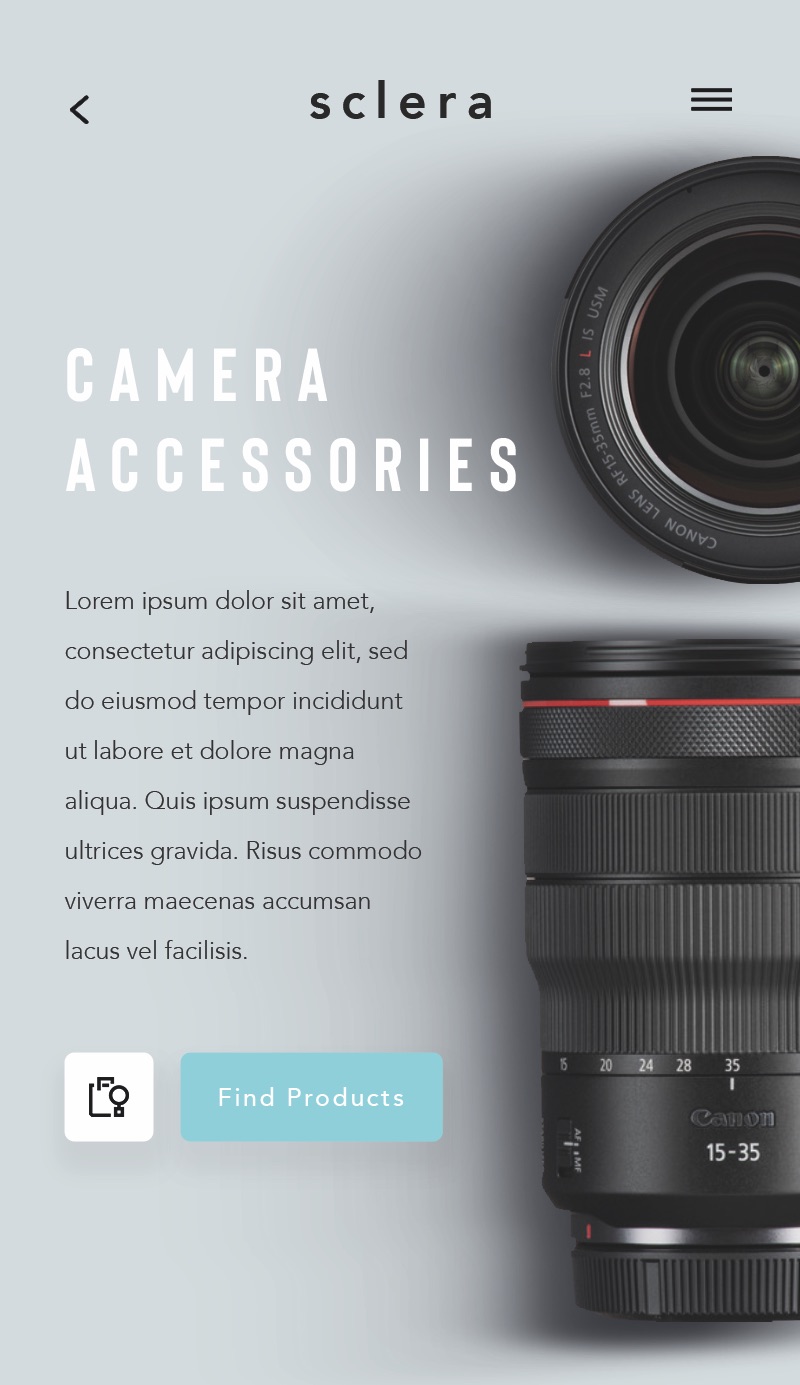 sclera
CAMERA
ACCESSORIES
CANON LENS RF15-35mm F2.8 L IS USM
Lorem ipsum dolor sit amet,
consectetur adipiscing elit, sed
do eiusmod tempor incididunt
ut labore et dolore magna
aliqua. Quis ipsum suspendisse
ultrices gravida. Risus commodo
viverra maecenas accumsan
lacus vel facilisis.
Find Products
15 20 24 28 35
Canon
15-35
AF MF